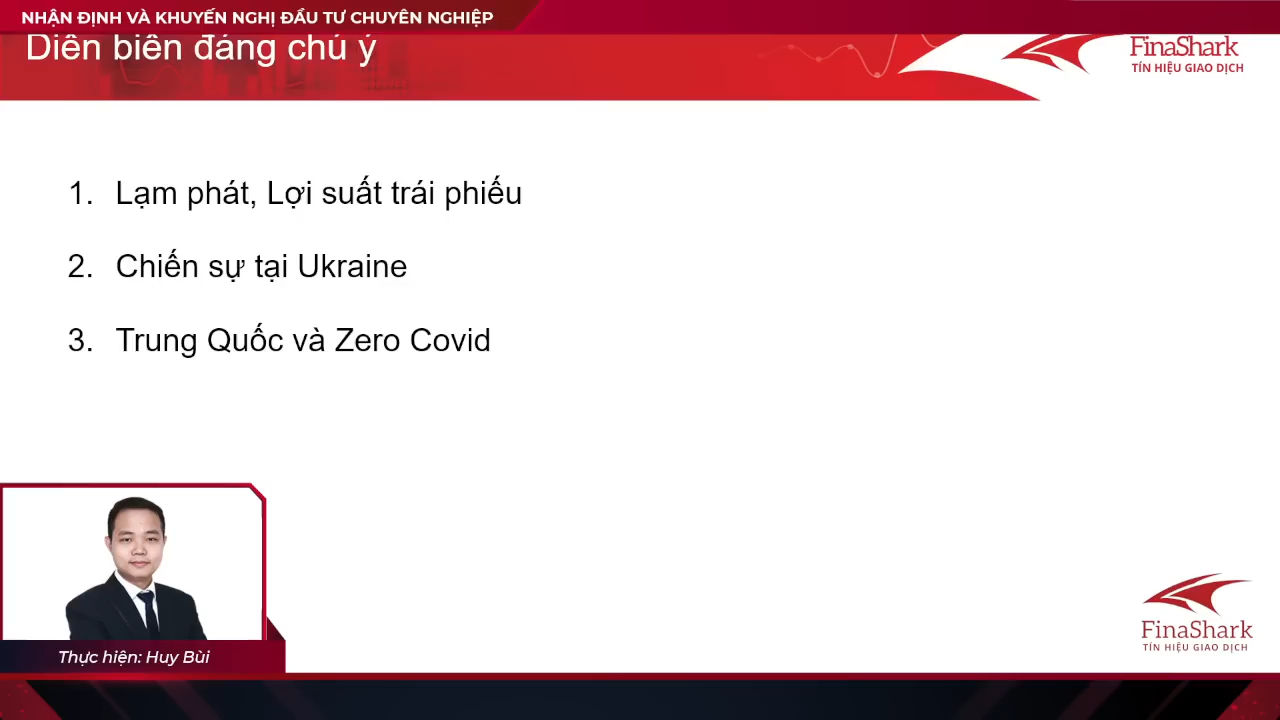 NHẬN ĐỊNH VÀ KHUYẾN NGHỊ ĐẦU TƯ CHUYÊN NGHIỆP
Diễn biến đáng chú ý
FinaShark
TÍN HIỆU GIAO DỊCH
1. Lạm phát, Lợi suất trái phiếu
2. Chiến sự tại Ukraine
3. Trung Quốc và Zero Covid
Thực hiện: Huy Bùi
FinaShark
TÍN HIỆU GIAO DỊCH